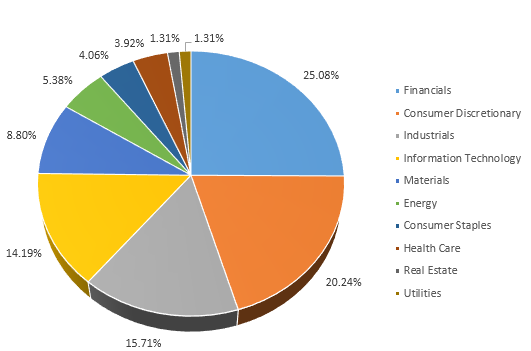 3.92%
1.31%
1.31%
4.06%
5.38%
25.08%
8.80%
14.19%
20.24%
15.71%
Financials
Consumer Discretionary
Industrials
Information Technology
Materials
Energy
Consumer Staples
Health Care
Real Estate
Utilities